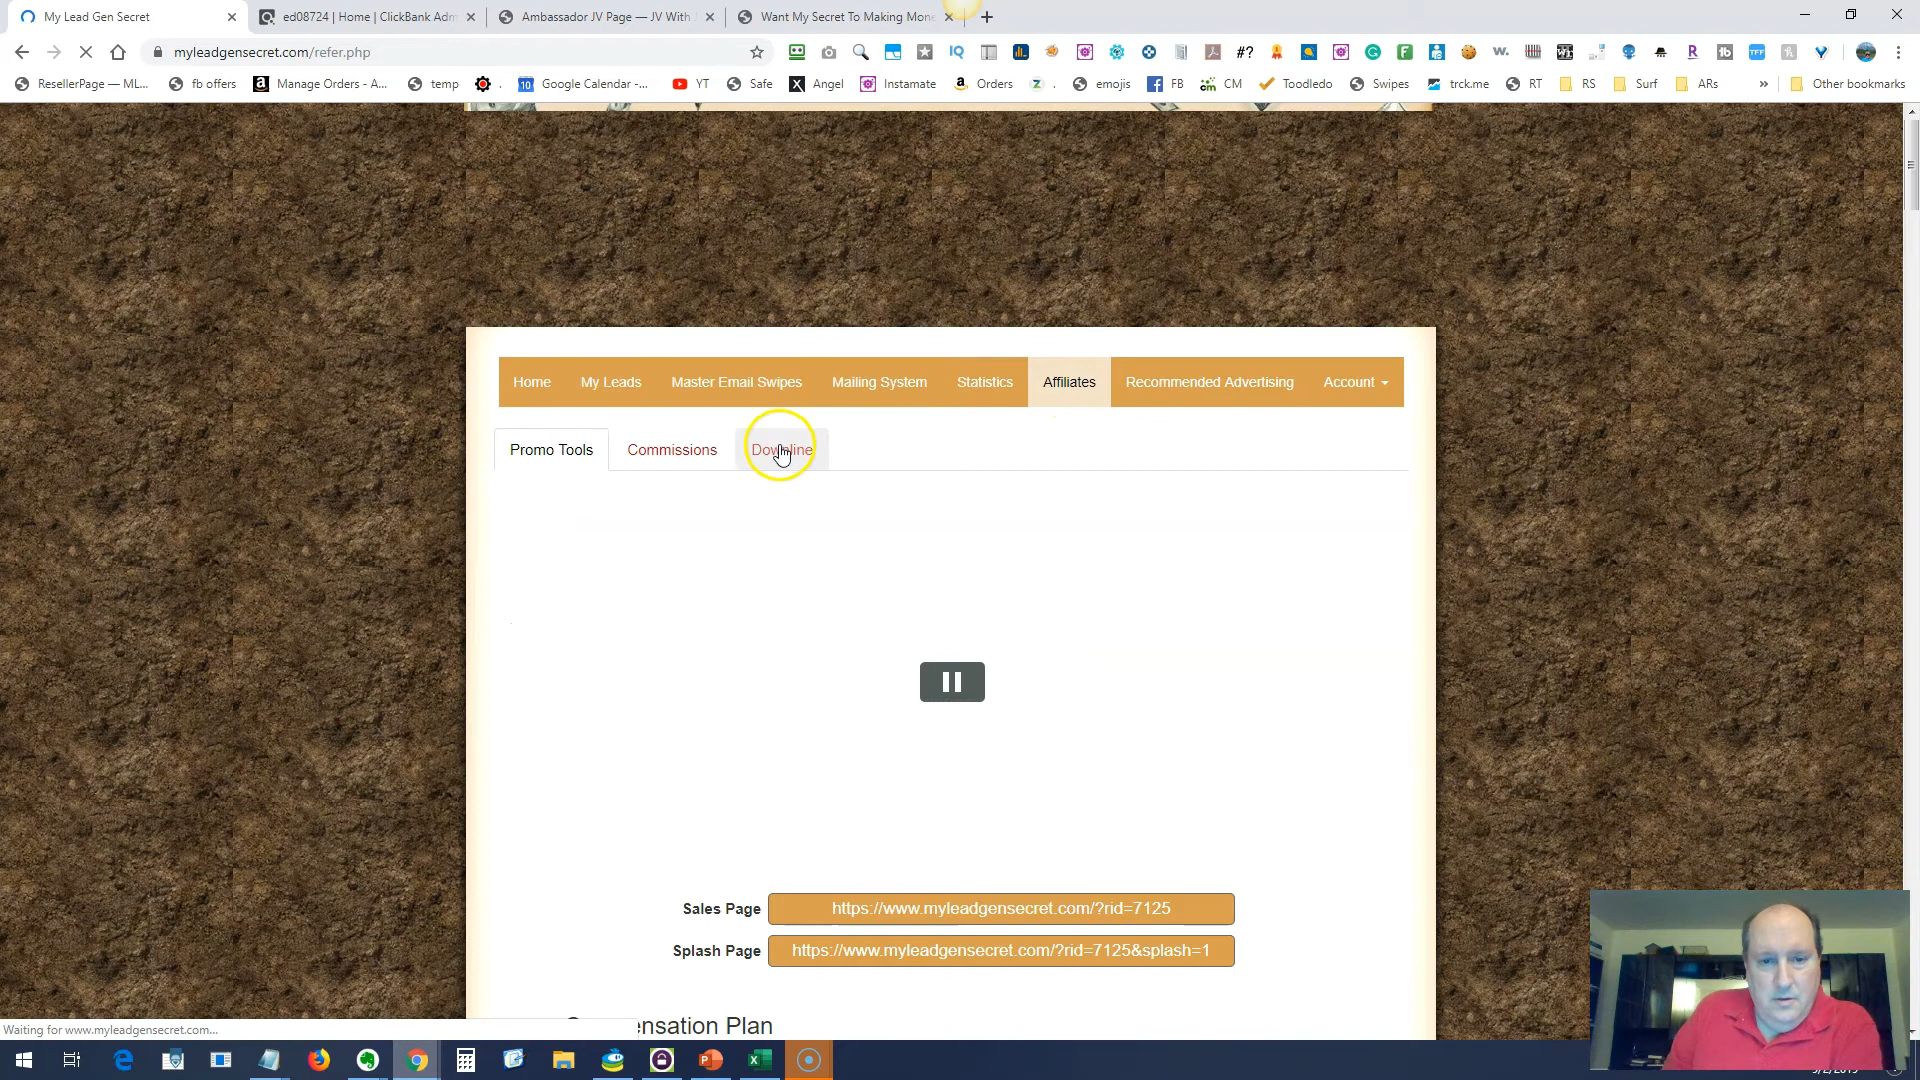 My Lead Gen Secret
ed08724 | Home | ClickBank Adm
Ambassador JV Page — JV With
Want My Secret To Making Mone
myleadgensecret.com/refer.php
ResellerPage — ML...
fb offers
Manage Orders - A...
temp
.
Google Calendar -...
YT
Safe
Angel
Instamate
Orders
.
emojis
FB
CM
Toodledo
Swipes
trck.me
RT
RS
Surf
ARs
»
Other bookmarks
Home
My Leads
Master Email Swipes
Mailing System
Statistics
Affiliates
Recommended Advertising
Account
Promo Tools
Commissions
Downline
Sales Page
https://www.myleadgensecret.com/?rid=7125
Splash Page
https://www.myleadgensecret.com/?rid=7125&splash=1
ensation Plan
Waiting for www.myleadgensecret.com...